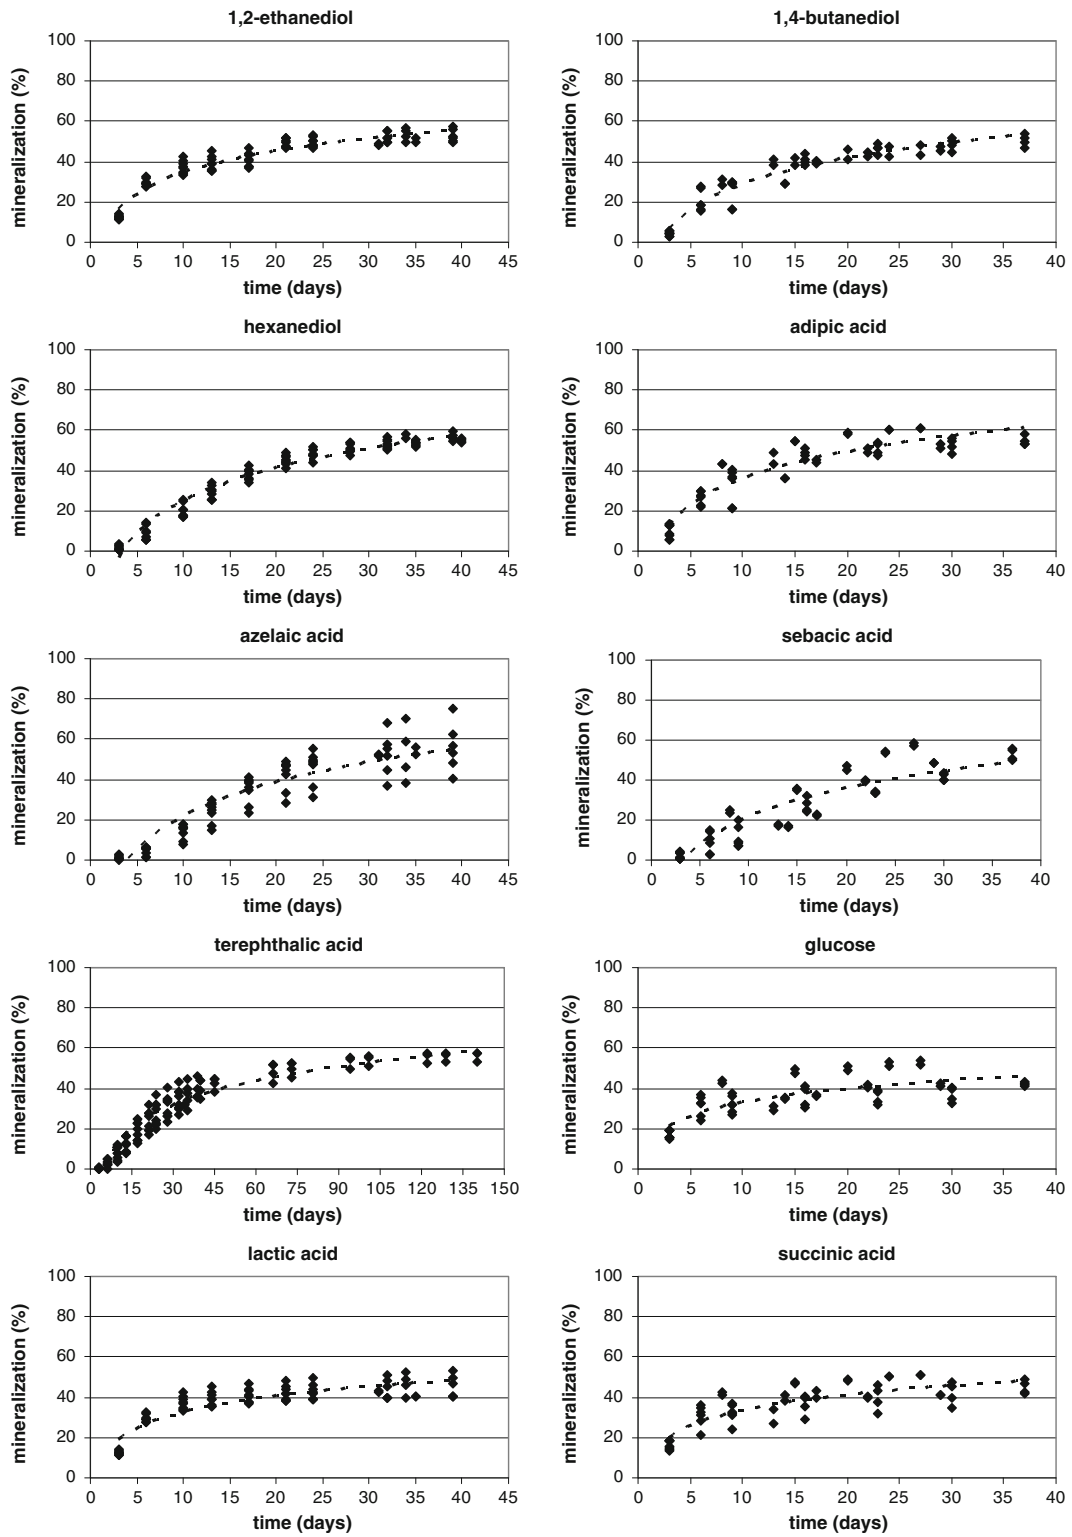 1,2-ethanediol
mineralization (%)
100
80
60
40
20
0
0 5 10 15 20 25 30 35 40 45
time (days)
1,4-butanediol
mineralization (%)
100
80
60
40
20
0
0 5 10 15 20 25 30 35 40
time (days)
hexanediol
mineralization (%)
100
80
60
40
20
0
0 5 10 15 20 25 30 35 40 45
time (days)
adipic acid
mineralization (%)
100
80
60
40
20
0
0 5 10 15 20 25 30 35 40
time (days)
azelaic acid
mineralization (%)
100
80
60
40
20
0
0 5 10 15 20 25 30 35 40 45
time (days)
sebacic acid
mineralization (%)
100
80
60
40
20
0
0 5 10 15 20 25 30 35 40
time (days)
terephthalic acid
mineralization (%)
100
80
60
40
20
0
0 15 30 45 60 75 90 105 120 135 150
time (days)
glucose
mineralization (%)
100
80
60
40
20
0
0 5 10 15 20 25 30 35 40
time (days)
lactic acid
mineralization (%)
100
80
60
40
20
0
0 5 10 15 20 25 30 35 40 45
time (days)
succinic acid
mineralization (%)
100
80
60
40
20
0
0 5 10 15 20 25 30 35 40
time (days)